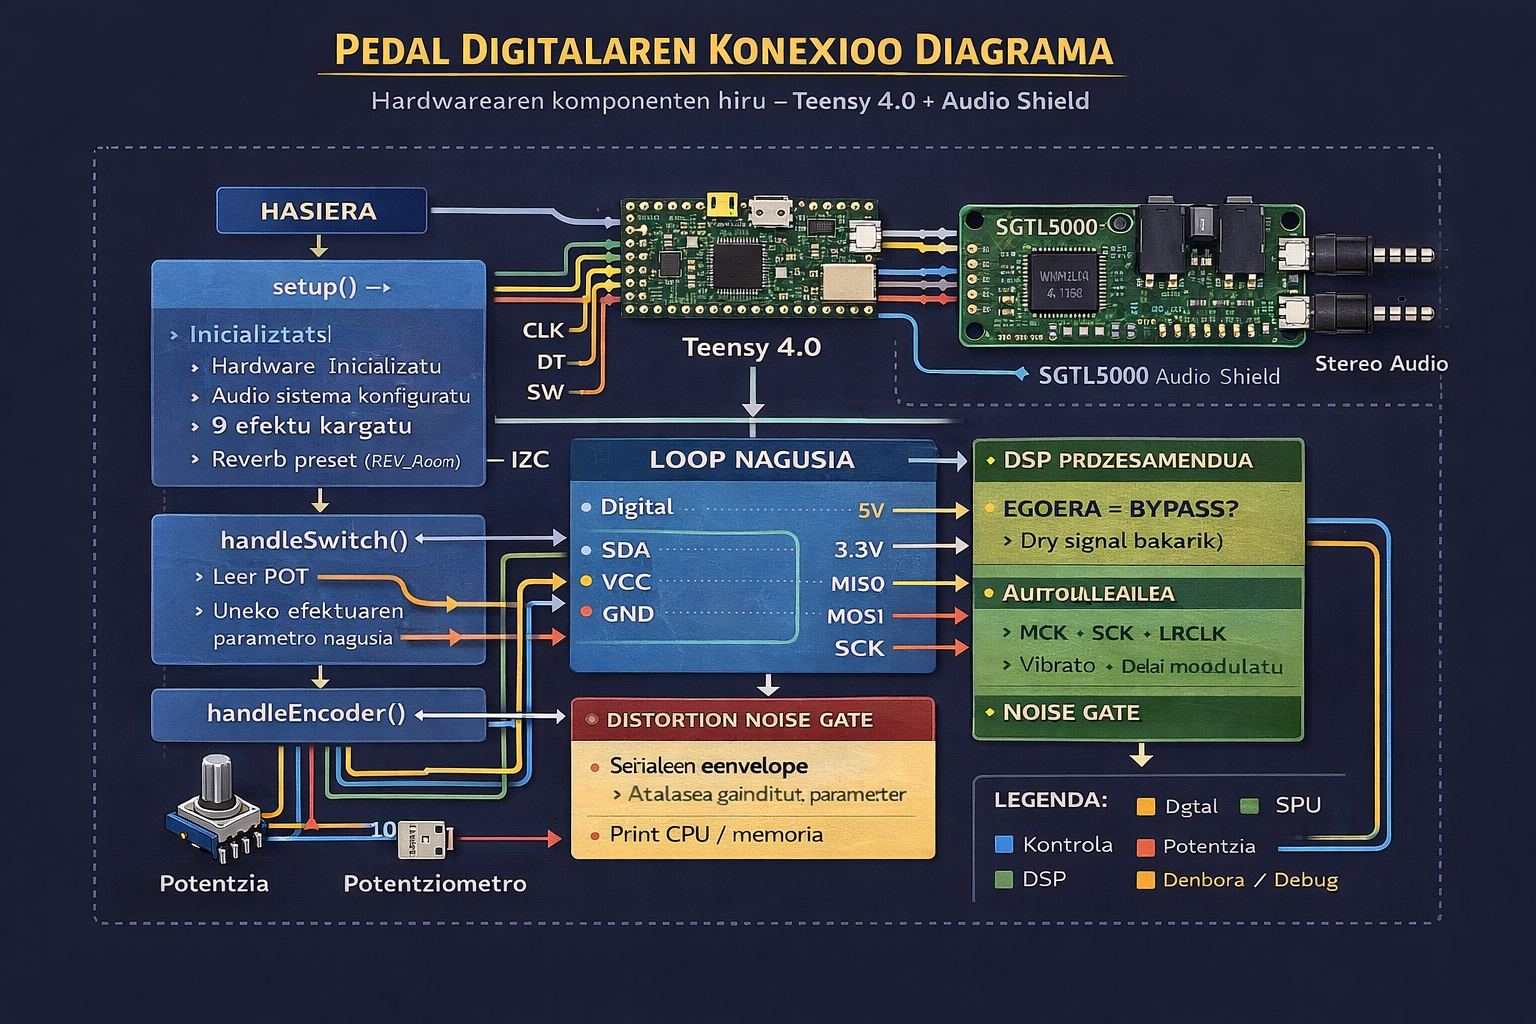 PEDAL DIGITALAREN KONEXIOO DIAGRAMA
Hardwarearen komponenten hiru – Teensy 4.0 + Audio Shield
HASIERA
setup()
Inicializtatsl
Hardware Inicializatu
Audio sistema konfiguratu
9 efektu kargatu
Reverb preset (REV_Aoom)
CLK
DT
SW
IZC
Teensy 4.0
SGTL5000
SGTL5000 Audio Shield
Stereo Audio
handleSwitch()
Leer POT
Uneko efektuaren
parametro nagusia
handleEncoder()
10
Potentzia
Potentziometro
LOOP NAGUSIA
Digital 5V
SDA 3.3V
VCC MISO
GND MOS1
SCK
DISTORTION NOISE GATE
Serialeen eenvelope
Atalasea gainditut. parameter
Print CPU / memoria
DSP PRDZESAMENDUA
EGOERA = BYPASS?
Dry signal bakarik)
MCK + SCK + LRCLK
Vibrato + Delai moodulatu
NOISE GATE
LEGENDA:
Dgtal
SPU
Kontrola
Potentzia
DSP
Denbora / Debug